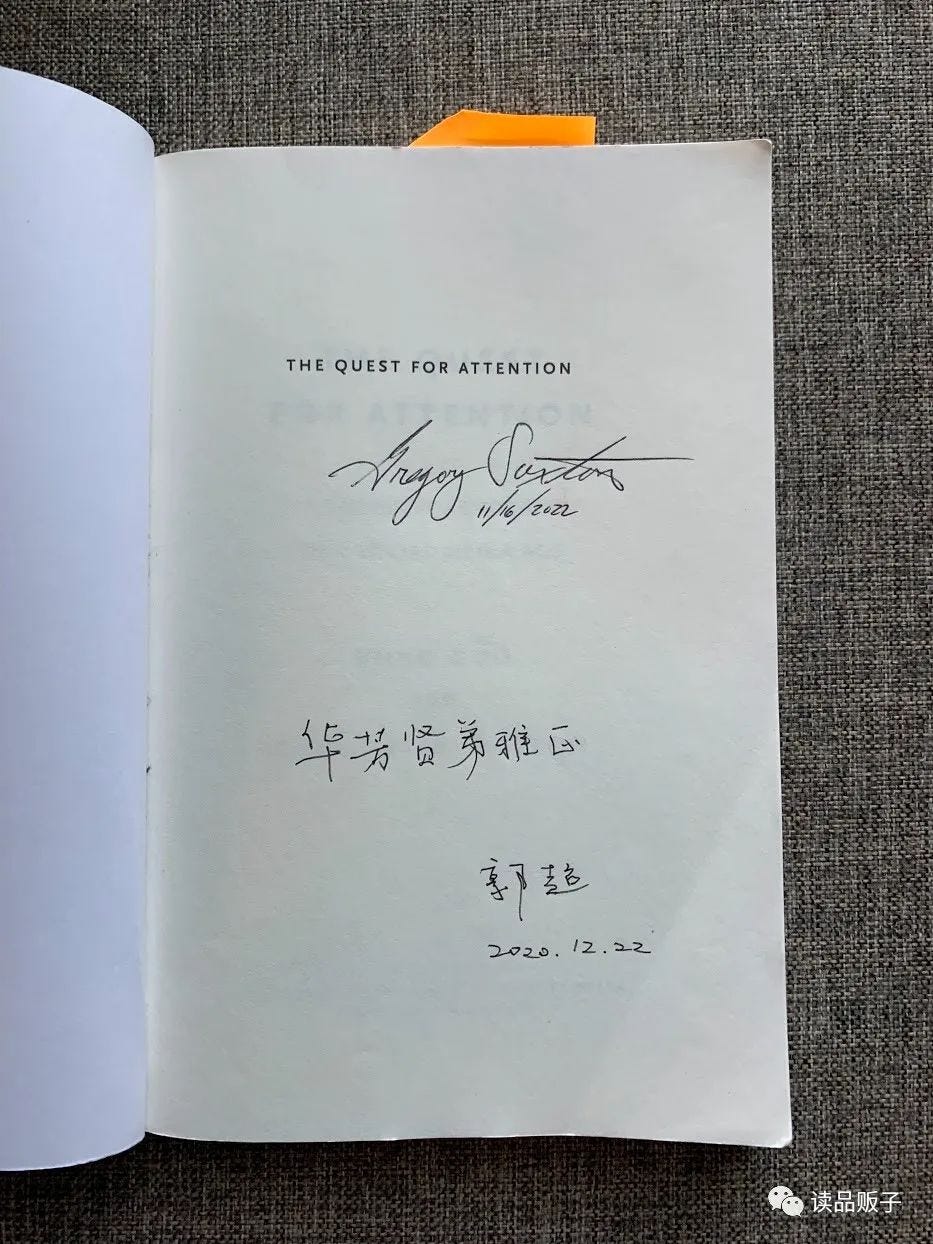 THE QUEST FOR ATTENTION
Gregory Saxton
11/16/2022
华芳贤弟雅正
郭超
2020.12.22
读品贩子